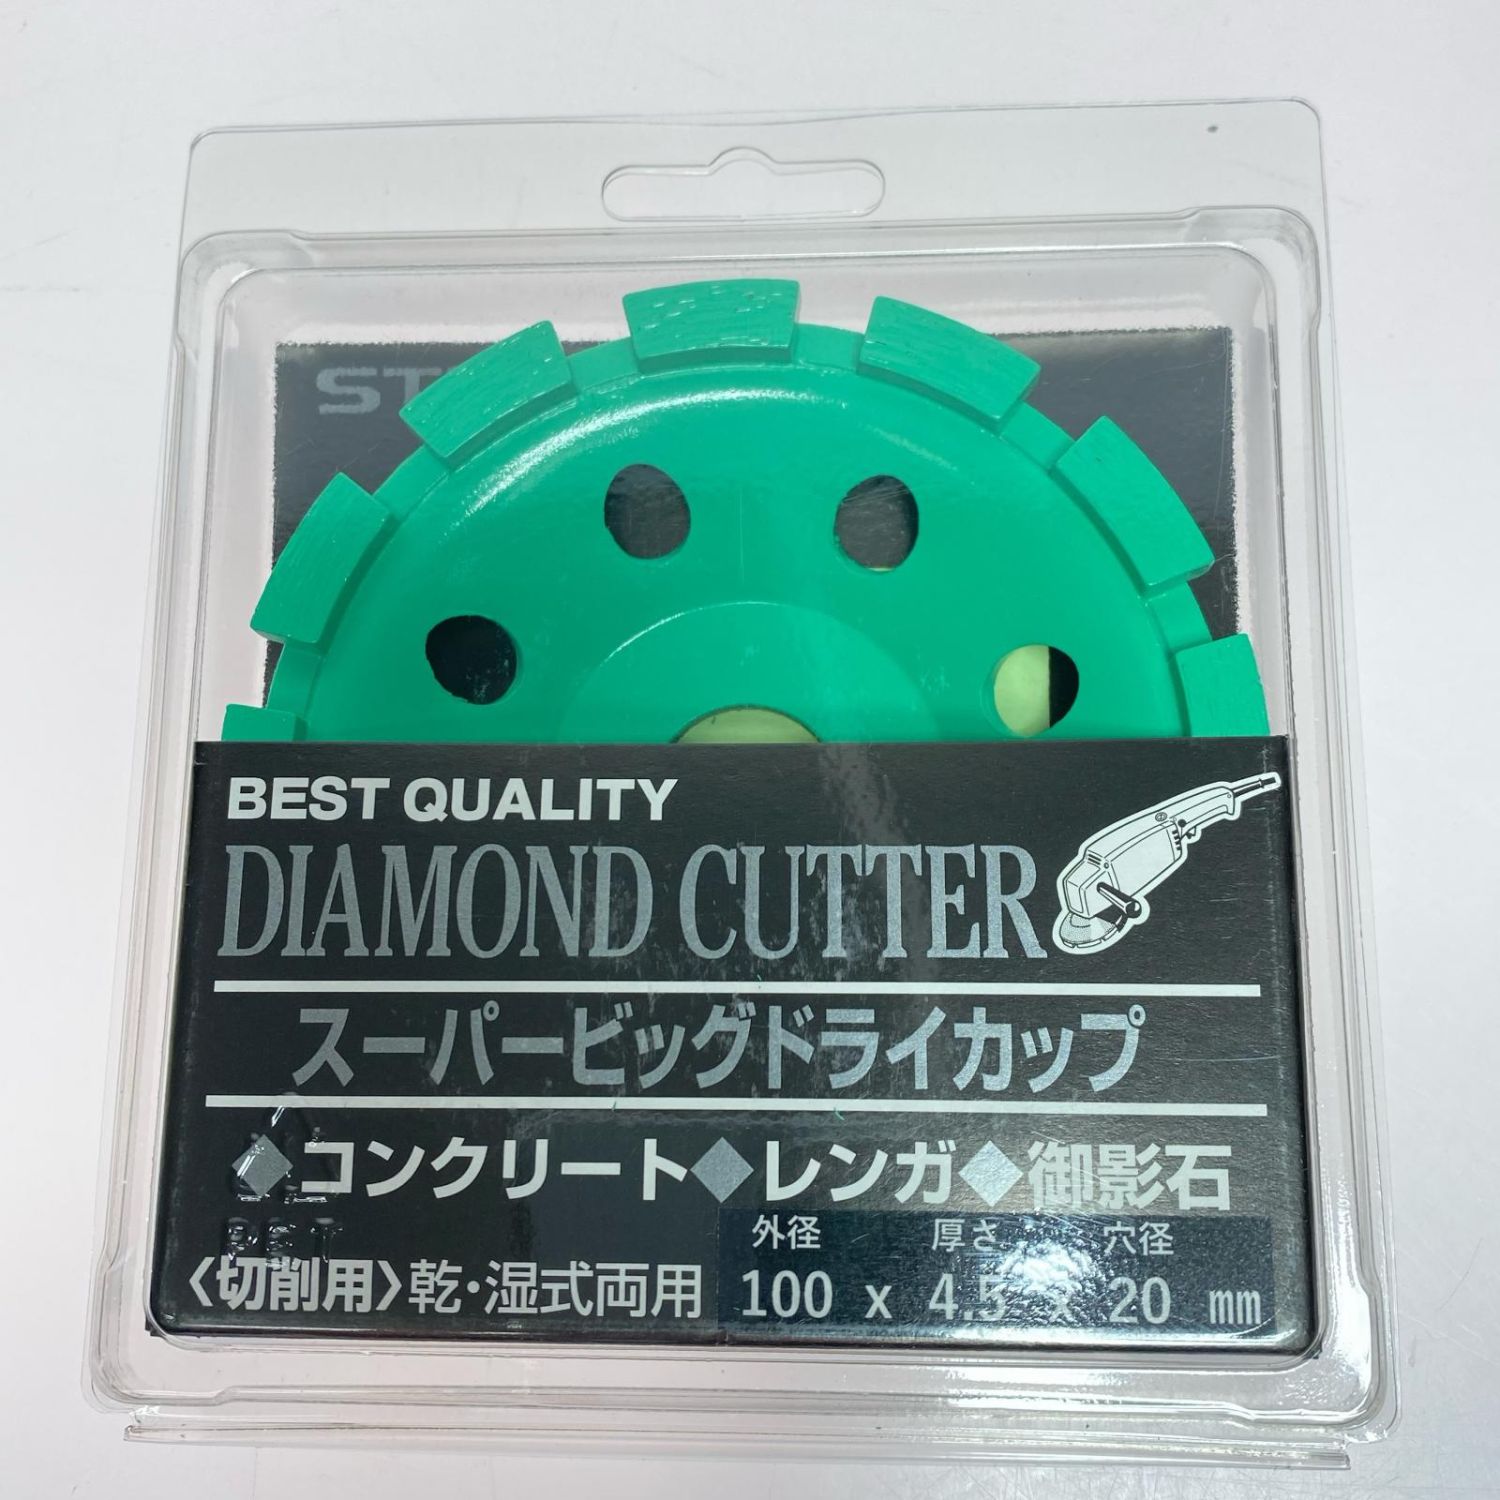 BEST QUALITY
DIAMOND CUTTER
スーパービッグドライカップ
◆コンクリート◆レンガ◆御影石
外径 厚さ 穴径
〈切削用〉乾・湿式両用 100 x 4.5 x 20 mm
PET